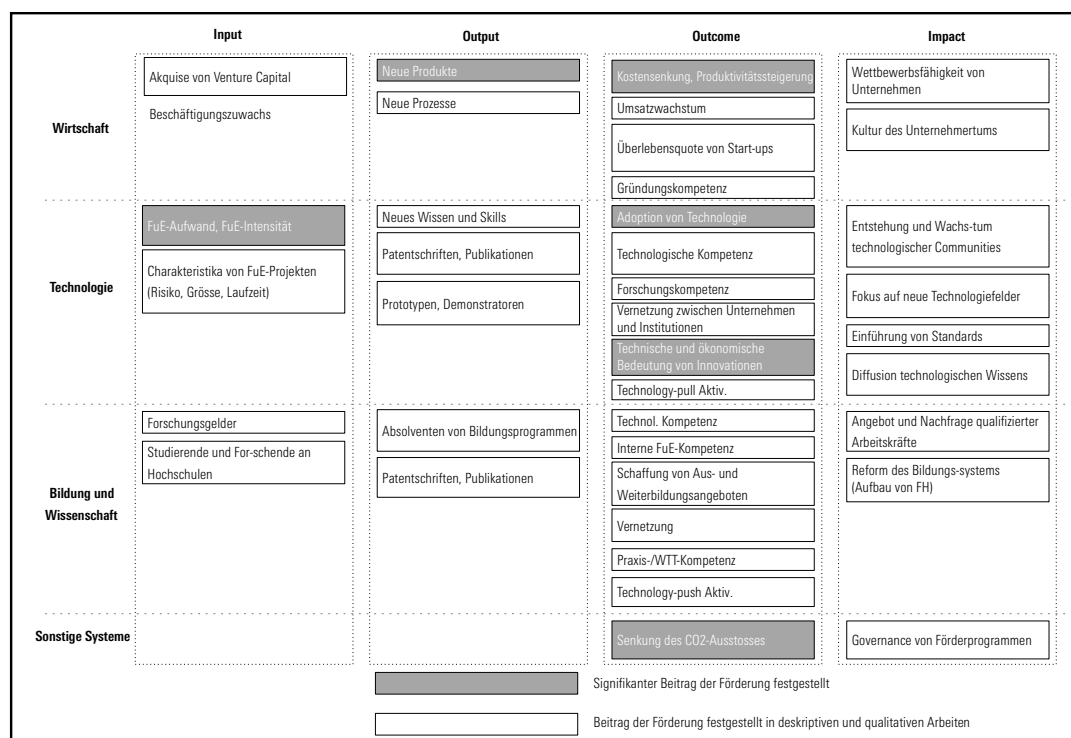 Input
Output
Outcome
Impact
Wirtschaft
Akquise von Venture Capital
Beschäftigungszuwachs
Neue Produkte
Neue Prozesse
Kostensenkung, Produktivitätssteigerung
Umsatzwachstum
Überlebensquote von Start-ups
Gründungskompetenz
Wettbewerbsfähigkeit von
Unternehmen
Kultur des Unternehmertums
Technologie
FuE-Aufwand, FuE-Intensität
Charakteristika von FuE-Projekten
(Risiko, Grösse, Laufzeit)
Neues Wissen und Skills
Patentschriften, Publikationen
Prototypen, Demonstratoren
Adoption von Technologie
Technologische Kompetenz
Forschungskompetenz
Vernetzung zwischen Unternehmen
und Institutionen
Technische und ökonomische
Bedeutung von Innovationen
Technology-pull Aktiv.
Entstehung und Wachs-tum
technologischer Communities
Fokus auf neue Technologiefelder
Einführung von Standards
Diffusion technologischen Wissens
Bildung und
Wissenschaft
Forschungsgelder
Studierende und For-schende an
Hochschulen
Absolventen von Bildungsprogrammen
Patentschriften, Publikationen
Technol. Kompetenz
Interne FuE-Kompetenz
Schaffung von Aus- und
Weiterbildungsangeboten
Vernetzung
Praxis-/WTT-Kompetenz
Technology-push Aktiv.
Angebot und Nachfrage qualifizierter
Arbeitskräfte
Reform des Bildungs-systems
(Aufbau von FH)
Sonstige Systeme
Senkung des CO2-Ausstosses
Governance von Förderprogrammen
Signifikanter Beitrag der Förderung festgestellt
Beitrag der Förderung festgestellt in deskriptiven und qualitativen Arbeiten